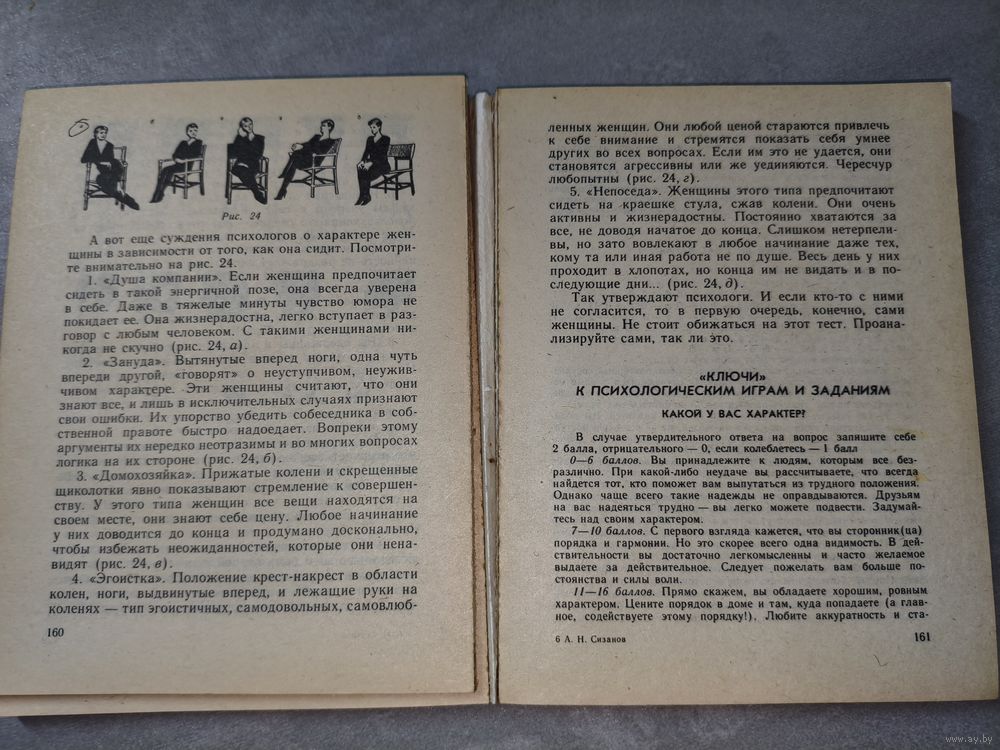 Рис. 24
А вот еще суждения психологов о характере жен-
щины в зависимости от того, как она сидит. Посмотри-
те внимательно на рис. 24.
1. «Душа компании». Если женщина предпочитает
сидеть в такой энергичной позе, она всегда уверена
в себе. Даже в тяжелые минуты чувство юмора не
покидает ее. Она жизнерадостна, легко вступает в раз-
говор с любым человеком. С такими женщинами ни-
когда не скучно (рис. 24, а).
2. «Зануда». Вытянутые вперед ноги, одна чуть
впереди другой, «говорят» о неуступчивом, неужив-
чивом характере. Эти женщины считают, что они
знают все, и лишь в исключительных случаях признают
свои ошибки. Их упорство убедить собеседника в соб-
ственной правоте быстро надоедает. Вопреки этому
аргументы их нередко неотразимы и во многих вопросах
логика на их стороне (рис. 24, б).
3. «Домохозяйка». Прижатые колени и скрещенные
щиколотки явно показывают стремление к совершен-
ству. У этого типа женщин все вещи находятся на
своем месте, они знают себе цену. Любое начинание
у них доводится до конца и продумано досконально,
чтобы избежать неожиданностей, которые они нена-
видят (рис. 24, в).
4. «Эгоистка». Положение крест-накрест в области
колен, ноги, выдвинутые вперед, и лежащие руки на
коленях — тип эгоистичных, самодовольных, самовлюб-
160
ленных женщин. Они любой ценой стараются привлечь
к себе внимание и стремятся показать себя умнее
других во всех вопросах. Если им это не удается, они
становятся агрессивны или же уединяются. Чересчур
любопытны (рис. 24, г).
5. «Непоседа». Женщины этого типа предпочитают
сидеть на краешке стула, сжав колени. Они очень
активны и жизнерадостны. Постоянно хватаются за
все, не доводя начатое до конца. Слишком нетерпели-
вы, но зато вовлекают в любое начинание даже тех,
кому та или иная работа не по душе. Весь день у них
проходит в хлопотах, но конца им не видать и в по-
следующие дни... (рис. 24, д).
Так утверждают психологи. И если кто-то с ними
не согласится, то в первую очередь, конечно, сами
женщины. Не стоит обижаться на этот тест. Проана-
лизируйте сами, так ли это.
«КЛЮЧИ»
К ПСИХОЛОГИЧЕСКИМ ИГРАМ И ЗАДАНИЯМ
КАКОЙ У ВАС ХАРАКТЕР?
В случае утвердительного ответа на вопрос запишите себе
2 балла, отрицательного — 0, если колеблетесь — 1 балл
0—6 баллов. Вы принадлежите к людям, которым все без-
различно. При какой-либо неудаче вы рассчитываете, что всегда
найдется тот, кто поможет вам выпутаться из трудного положения.
Однако чаще всего такие надежды не оправдываются. Друзьям
на вас надеяться трудно — вы легко можете подвести. Задумай-
тесь над своим характером.
7—10 баллов. С первого взгляда кажется, что вы сторонник(ца)
порядка и гармонии. Но это скорее всего одна видимость. В дей-
ствительности вы достаточно легкомысленны и часто желаемое
выдаете за действительное. Следует пожелать вам больше по-
стоянства и силы воли.
11—16 баллов. Прямо скажем, вы обладаете хорошим, ровным
характером. Цените порядок в доме и там, куда попадаете (а глав-
ное, содействуете этому порядку!). Любите аккуратность и ста-
6 А. Н. Сизанов
161
www.ay.by